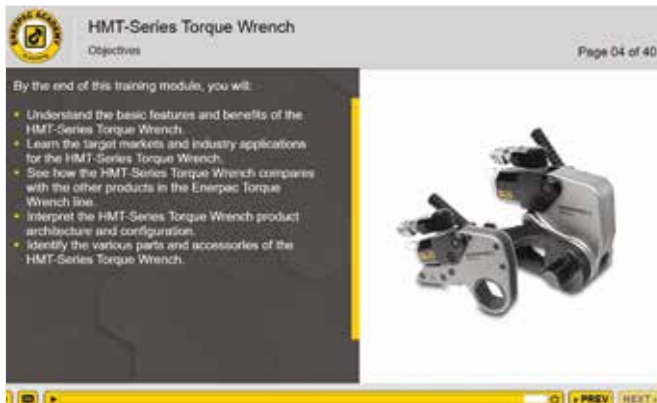 ENERPAC ACADEMY
HMT-Series Torque Wrench
Objectives
Page 04 of 40
By the end of this training module, you will:
• Understand the basic features and benefits of the
HMT-Series Torque Wrench.
• Learn the target markets and industry applications
for the HMT-Series Torque Wrench.
• See how the HMT-Series Torque Wrench compares
with the other products in the Enerpac Torque
Wrench line.
• Interpret the HMT-Series Torque Wrench product
architecture and configuration.
• Identify the various parts and accessories of the
HMT-Series Torque Wrench.
PREV
NEXT